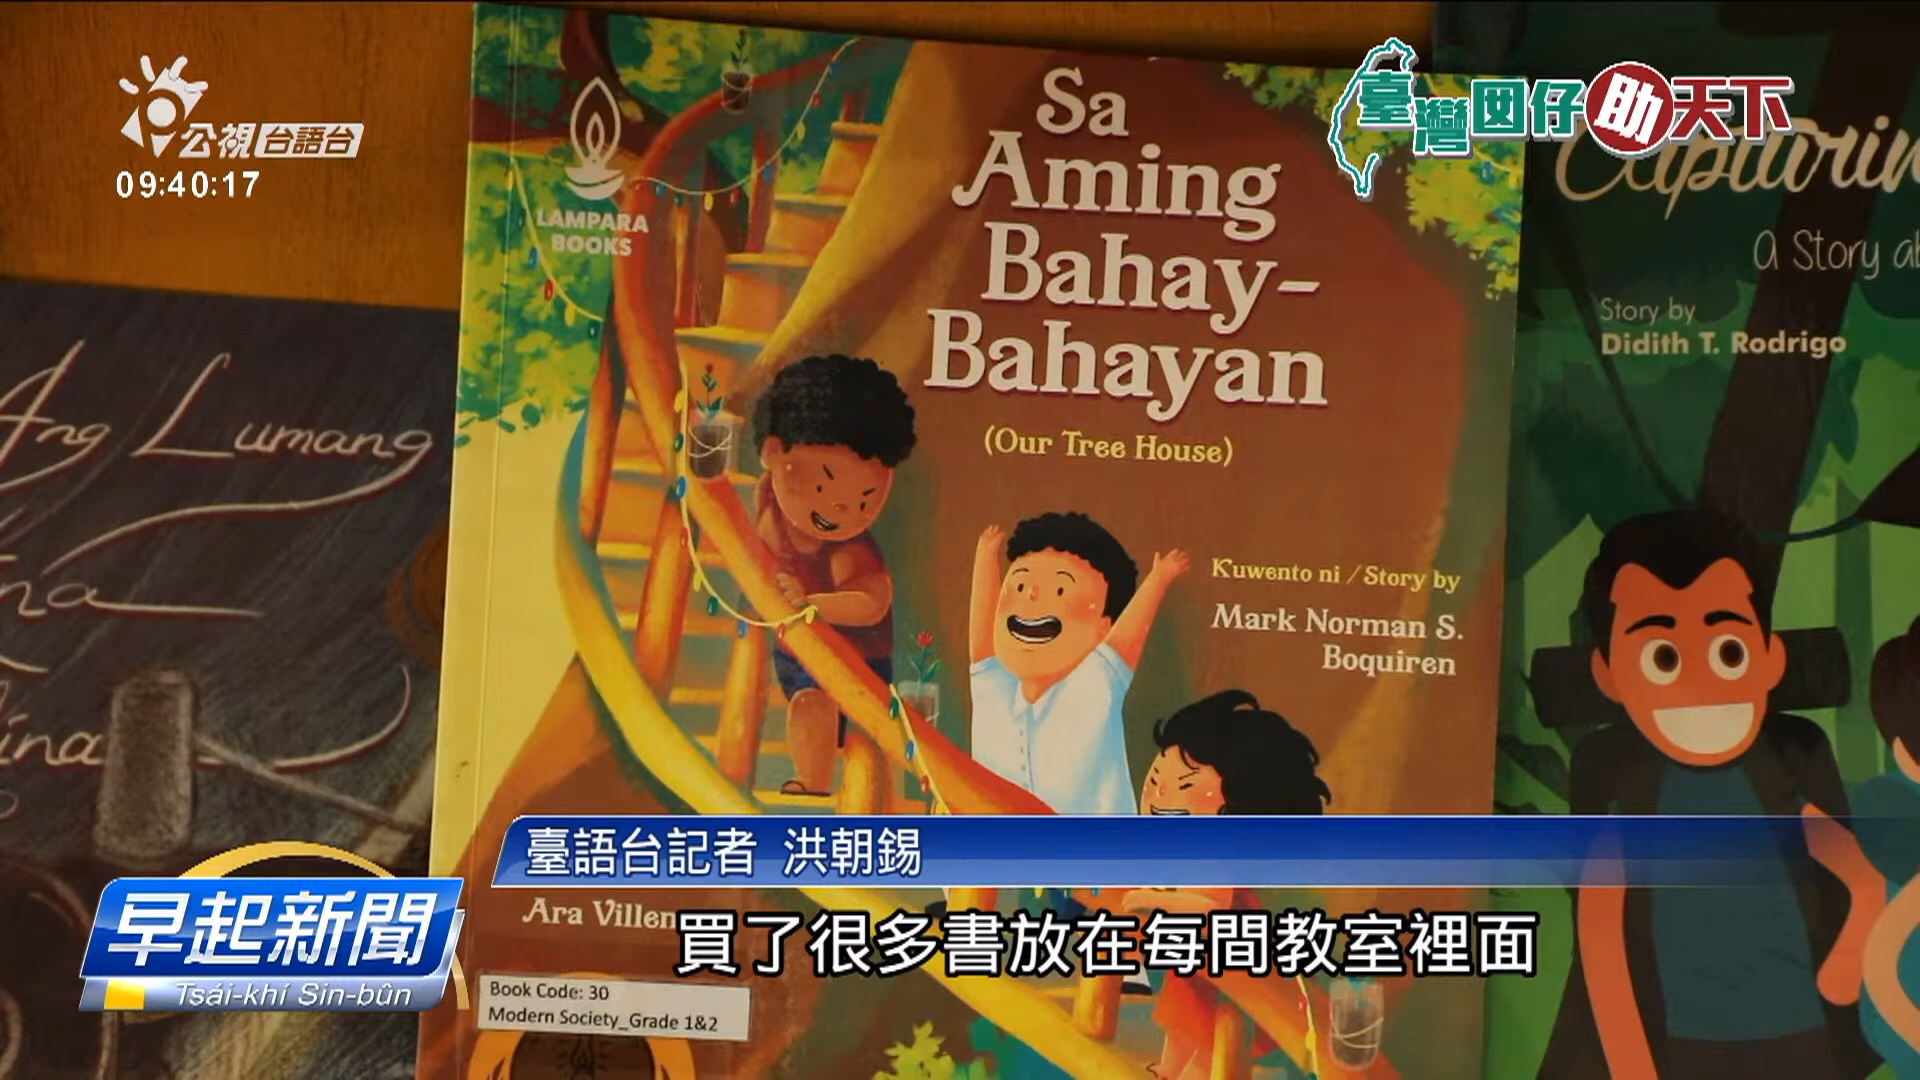 公視台語台
09:40:17
臺灣囡仔助天下
LAMPARA
BOOKS
Sa
Aming
Bahay-
Bahayan
(Our Tree House)
Kuwento ni / Story by
Mark Norman S.
Boquiren
a Story
Story by
Didith T. Rodrigo
Ang Lumang
臺語台記者 洪朝錫
Ara
買了很多書放在每間教室裡面
早起新聞
Tsái-khí Sin-bûn
Book Code: 30
Modern Society_Grade 1&2